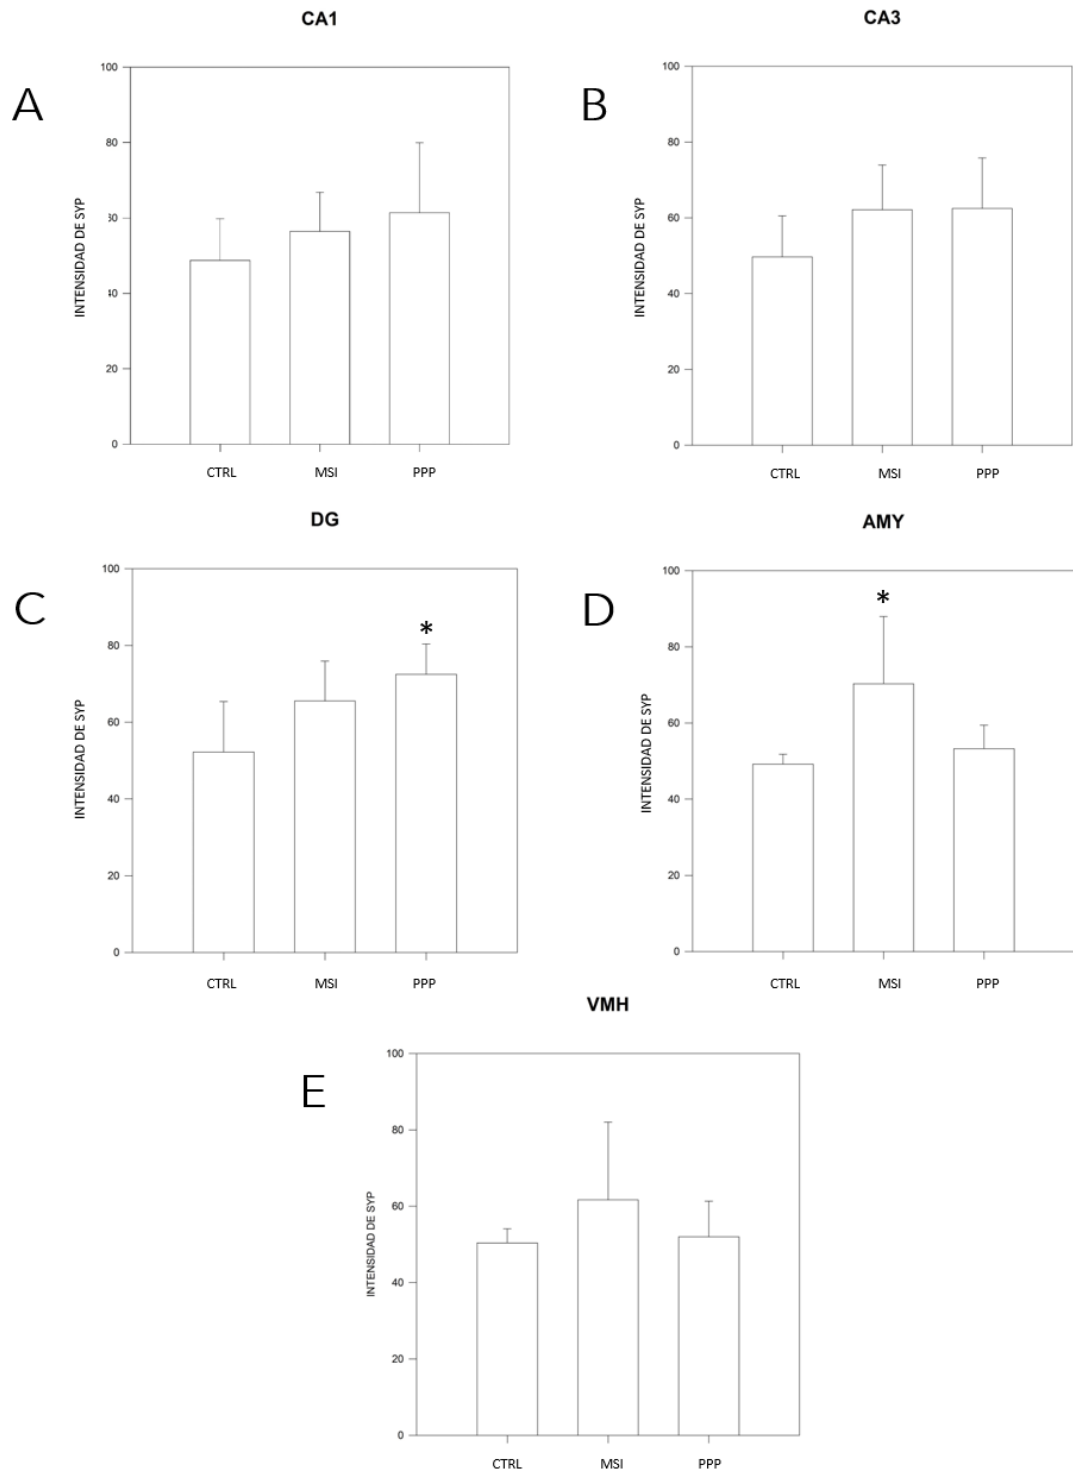 CA1
A
INTENSIDAD DE SYP
100
80
60
40
20
0
CTRL MSI PPP
CA3
B
INTENSIDAD DE SYP
100
80
60
40
20
0
CTRL MSI PPP
DG
C
INTENSIDAD DE SYP
100
80
60
40
20
0
*
CTRL MSI PPP
AMY
D
INTENSIDAD DE SYP
100
80
60
40
20
0
*
CTRL MSI PPP
VMH
E
INTENSIDAD DE SYP
100
80
60
40
20
0
CTRL MSI PPP